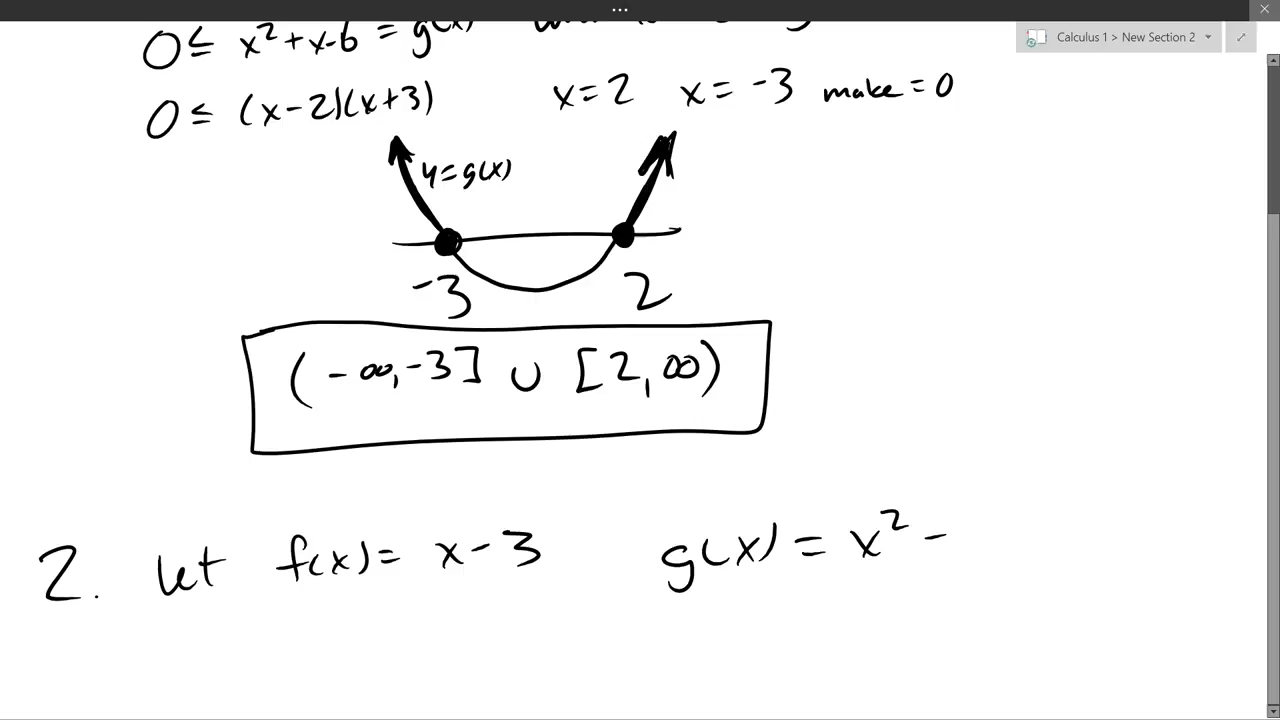 Calculus 1 > New Section 2
0 ≤ x² + x - 6 = g(x)
0 ≤ (x - 2)(x + 3) x = 2 x = -3 make = 0
y = g(x)
-3 2
(-∞, -3] ∪ [2, ∞)
2. let f(x) = x - 3 g(x) = x² -